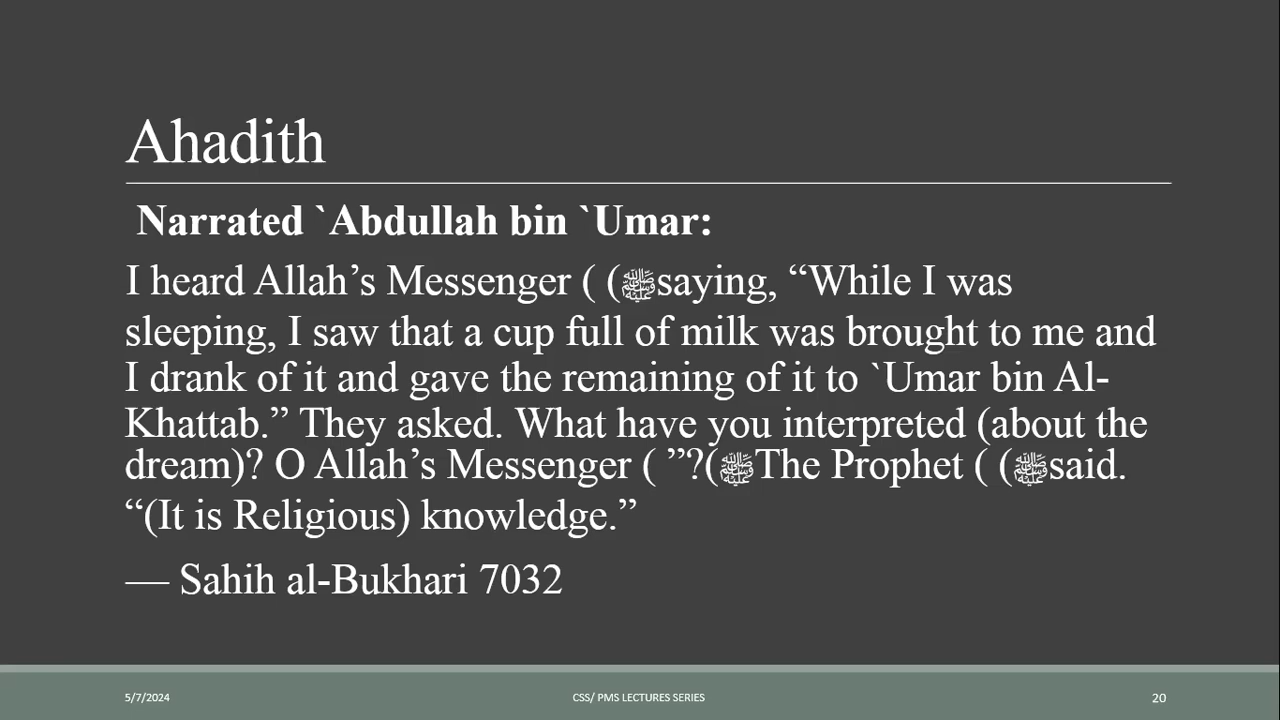 Ahadith
Narrated `Abdullah bin `Umar:
I heard Allah’s Messenger ( (ﷺsaying, “While I was
sleeping, I saw that a cup full of milk was brought to me and
I drank of it and gave the remaining of it to `Umar bin Al-
Khattab.” They asked. What have you interpreted (about the
dream)? O Allah’s Messenger ( ”?(ﷺThe Prophet ( (ﷺsaid.
“(It is Religious) knowledge.”
— Sahih al-Bukhari 7032
5/7/2024
CSS/ PMS LECTURES SERIES
20